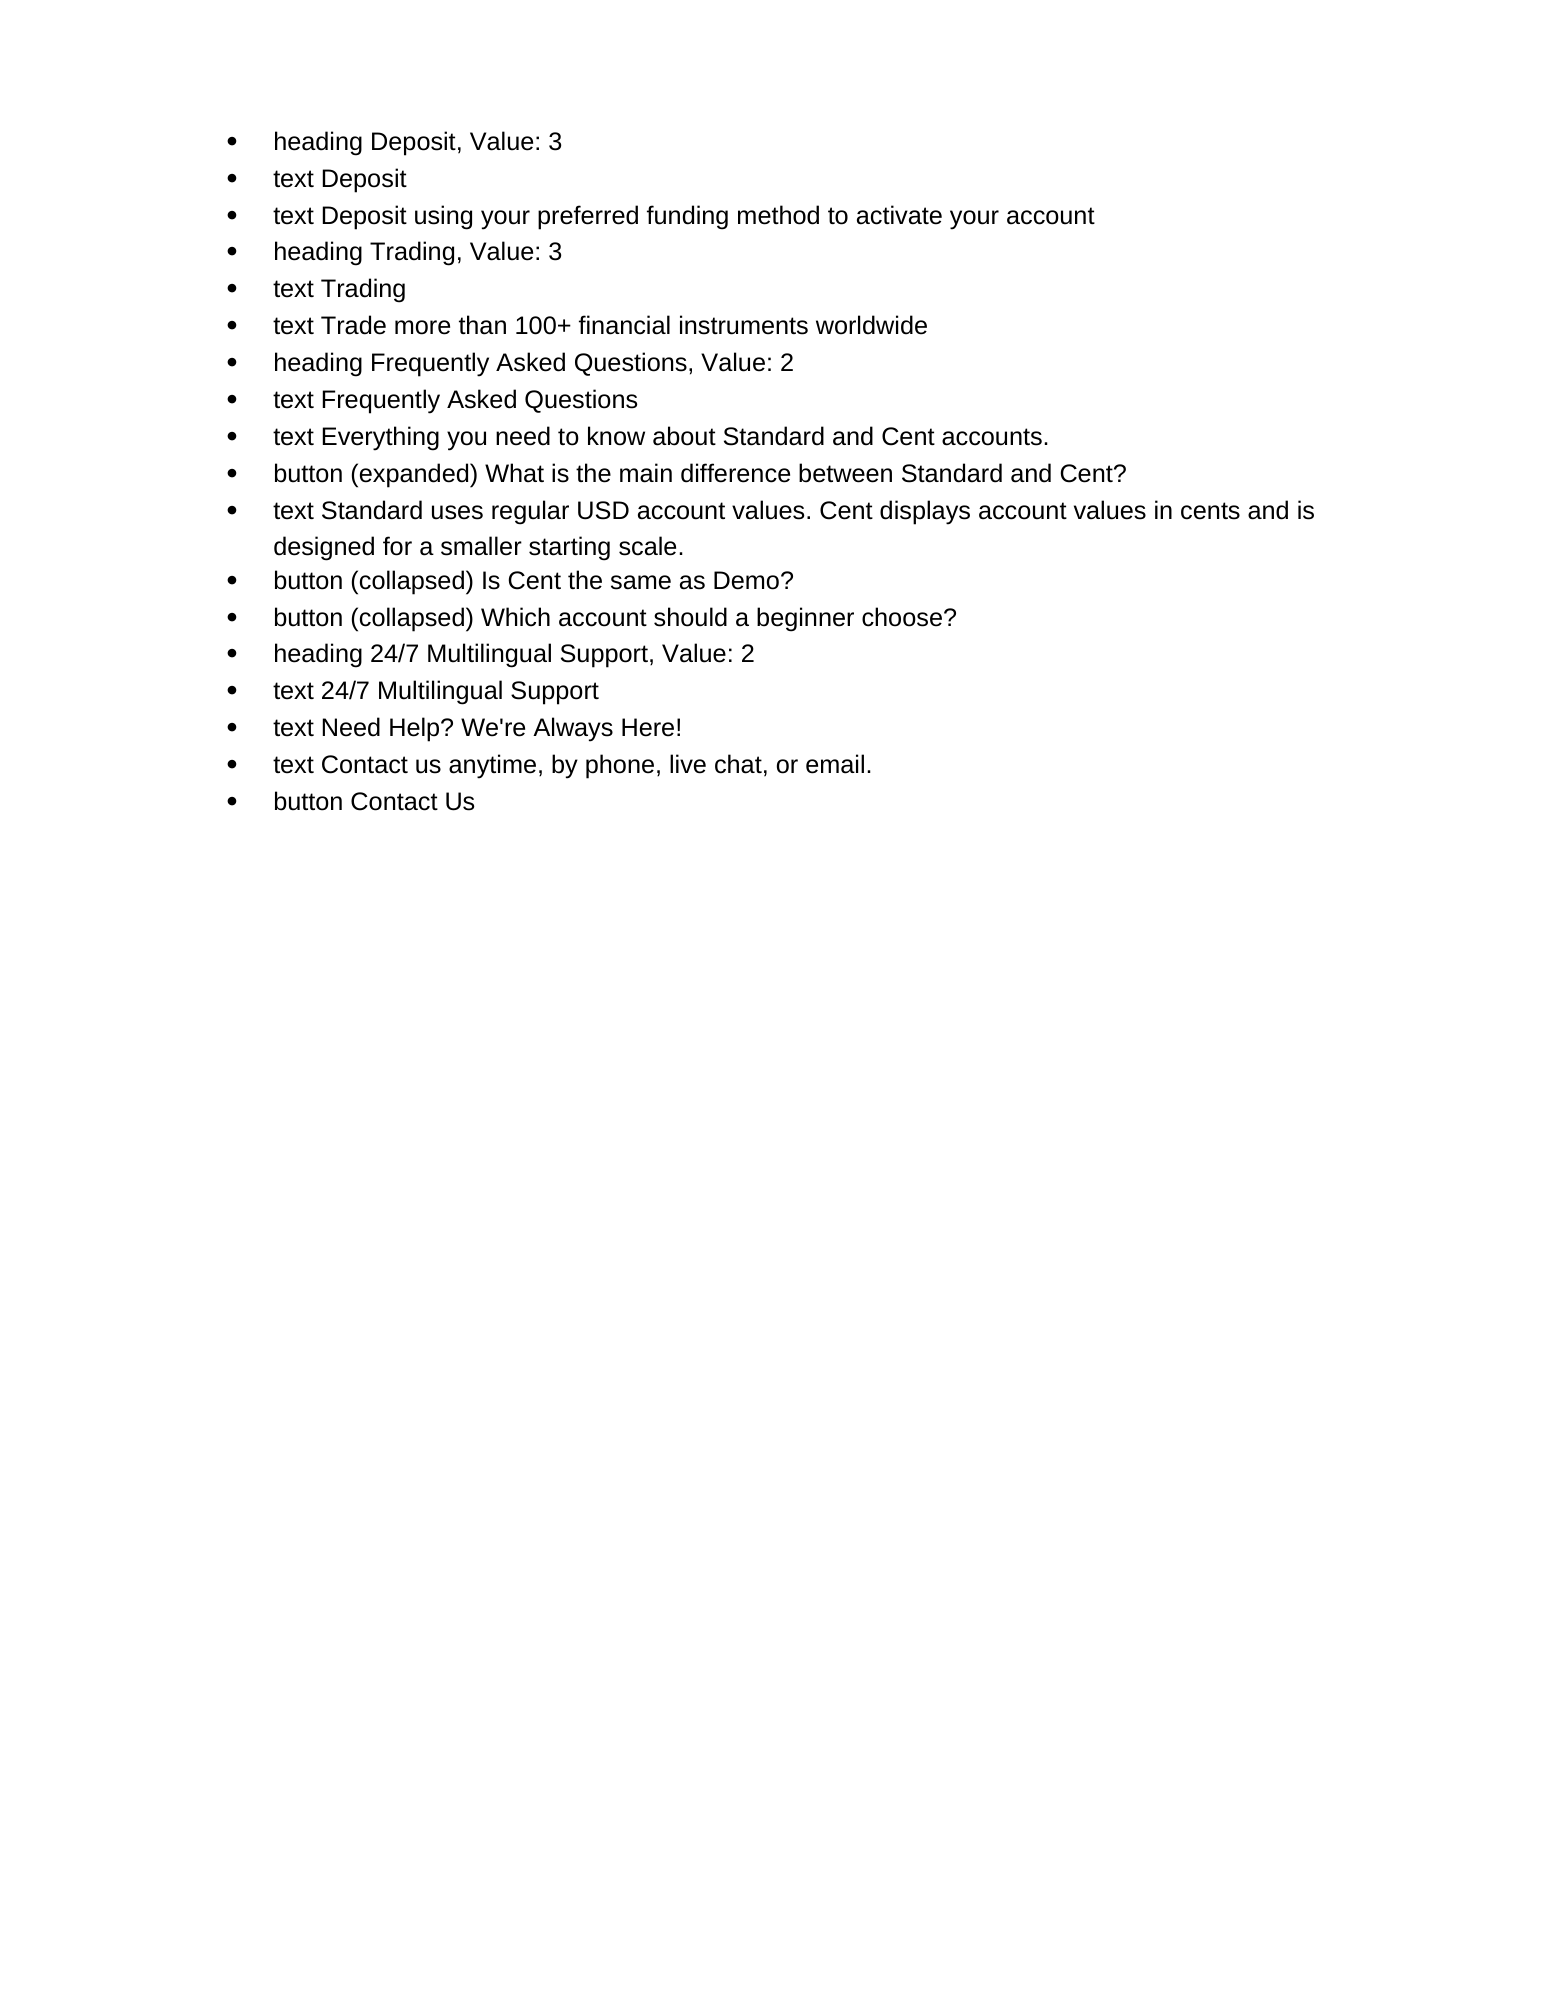 • heading Deposit, Value: 3
• text Deposit
• text Deposit using your preferred funding method to activate your account
• heading Trading, Value: 3
• text Trading
• text Trade more than 100+ financial instruments worldwide
• heading Frequently Asked Questions, Value: 2
• text Frequently Asked Questions
• text Everything you need to know about Standard and Cent accounts.
• button (expanded) What is the main difference between Standard and Cent?
• text Standard uses regular USD account values. Cent displays account values in cents and is
designed for a smaller starting scale.
• button (collapsed) Is Cent the same as Demo?
• button (collapsed) Which account should a beginner choose?
• heading 24/7 Multilingual Support, Value: 2
• text 24/7 Multilingual Support
• text Need Help? We're Always Here!
• text Contact us anytime, by phone, live chat, or email.
• button Contact Us